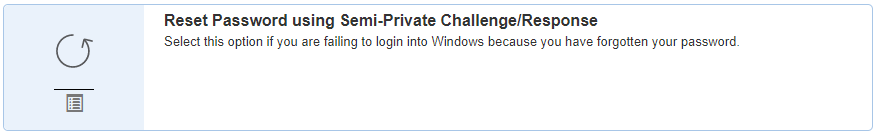 Reset Password using Semi-Private Challenge/Response
Select this option if you are failing to login into Windows because you have forgotten your password.